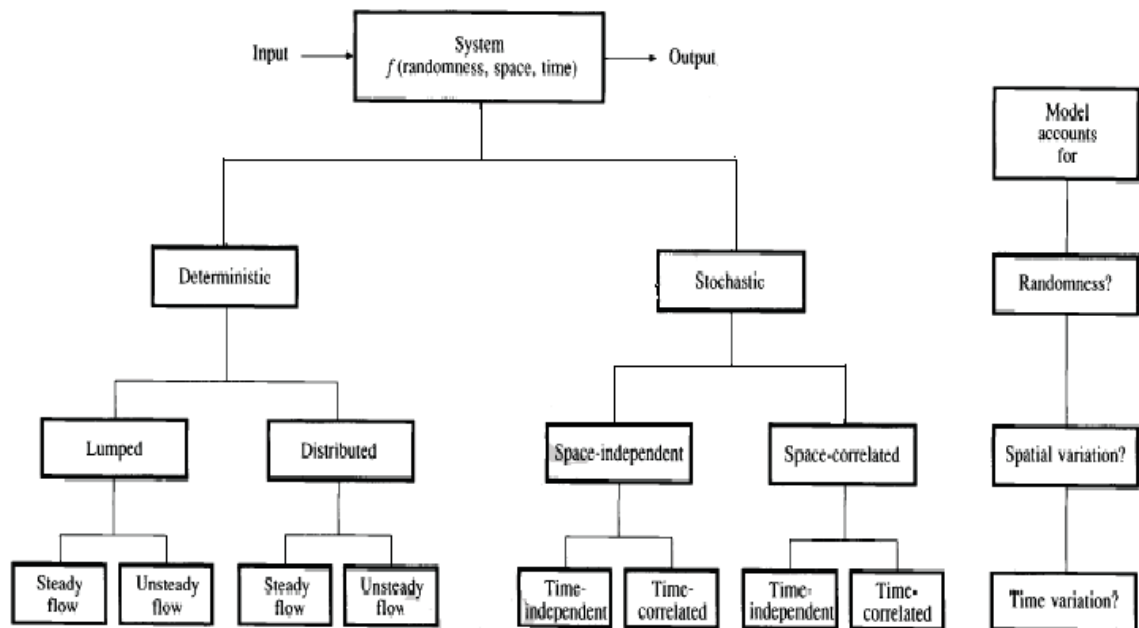 Input
System
f (randomness, space, time)
Output
Model
accounts
for
Deterministic
Stochastic
Randomness?
Lumped
Distributed
Space-independent
Space-correlated
Spatial variation?
Steady
flow
Unsteady
flow
Steady
flow
Unsteady
flow
Time-
independent
Time-
correlated
Time-
independent
Time-
correlated
Time variation?